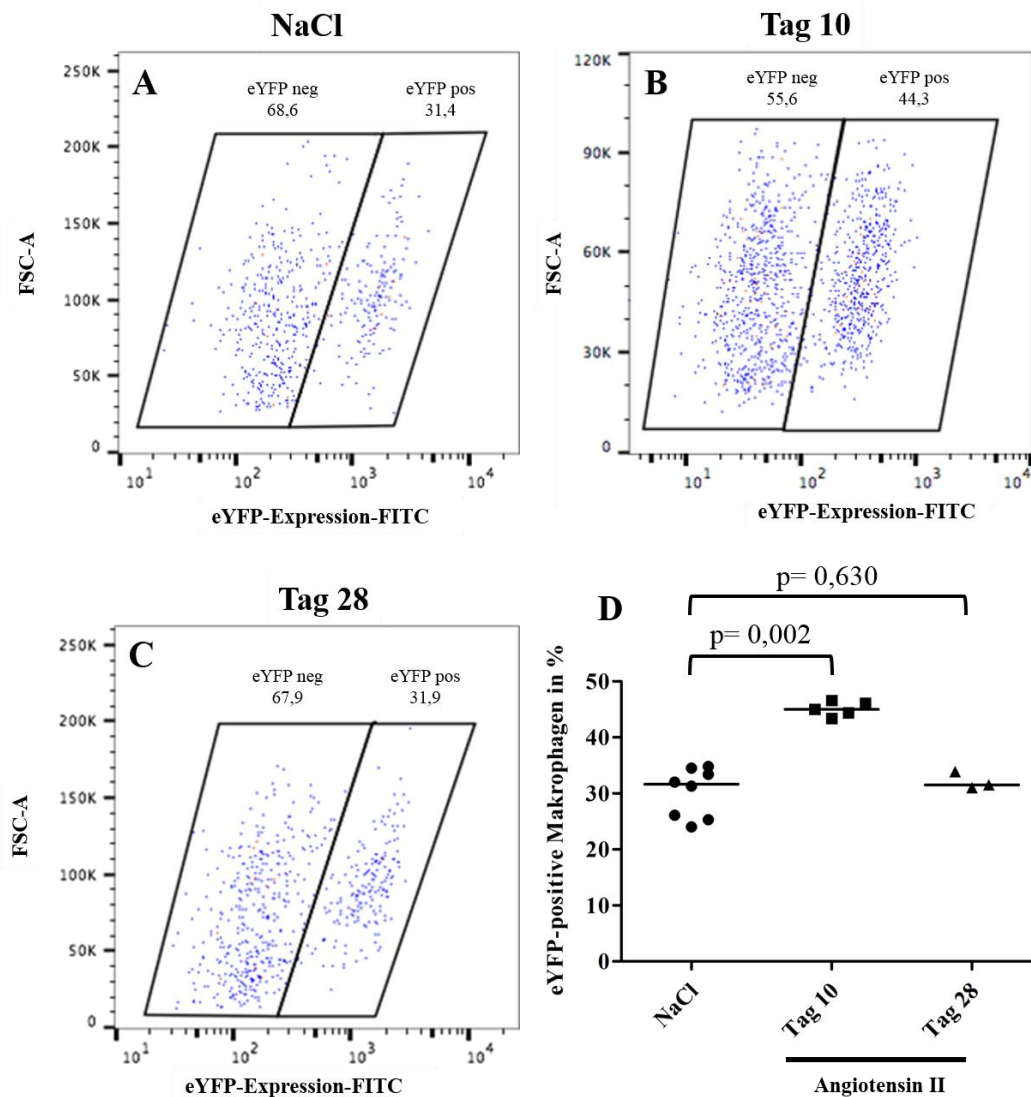 NaCl
A
eYFP neg
68,6
eYFP pos
31,4
250K
200K
150K
100K
50K
0
FSC-A
10¹ 10² 10³ 10⁴
eYFP-Expression-FITC
Tag 10
B
eYFP neg
55,6
eYFP pos
44,3
120K
90K
60K
30K
0
FSC-A
10¹ 10² 10³ 10⁴
eYFP-Expression-FITC
Tag 28
C
eYFP neg
67,9
eYFP pos
31,9
250K
200K
150K
100K
50K
0
FSC-A
10¹ 10² 10³ 10⁴
eYFP-Expression-FITC
D
p= 0,630
p= 0,002
eYFP-positive Makrophagen in %
50
40
30
20
10
0
NaCl
Tag 10
Tag 28
Angiotensin II